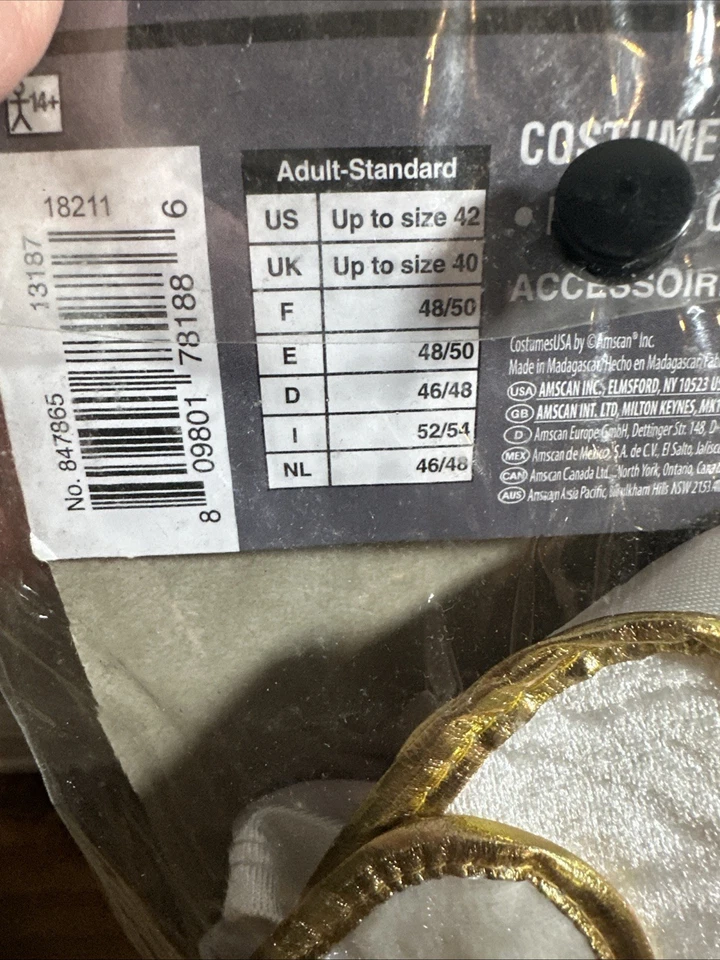 14+
18211
13187
No. 847865
8 09801 78188 6
Adult-Standard
US Up to size 42
UK Up to size 40
F 48/50
E 48/50
D 46/48
I 52/54
NL 46/48
COSTUME
ACCESSOIR
CostumesUSA by © Amscan® Inc.
Made in Madagascar Hecho en Madagascar
USA AMSCAN INC., ELMSFORD, NY 10523
GB AMSCAN INT. LTD, MILTON KEYNES,
D Amscan Europe GmbH, Dettinger Str. 148,
MEX Amscan de Mexico, S.A. de C.V., El Salto,
CAN Amscan Canada Ltd., North York, Ontario,
AUS Amscan Asia Pacific, Hills NSW